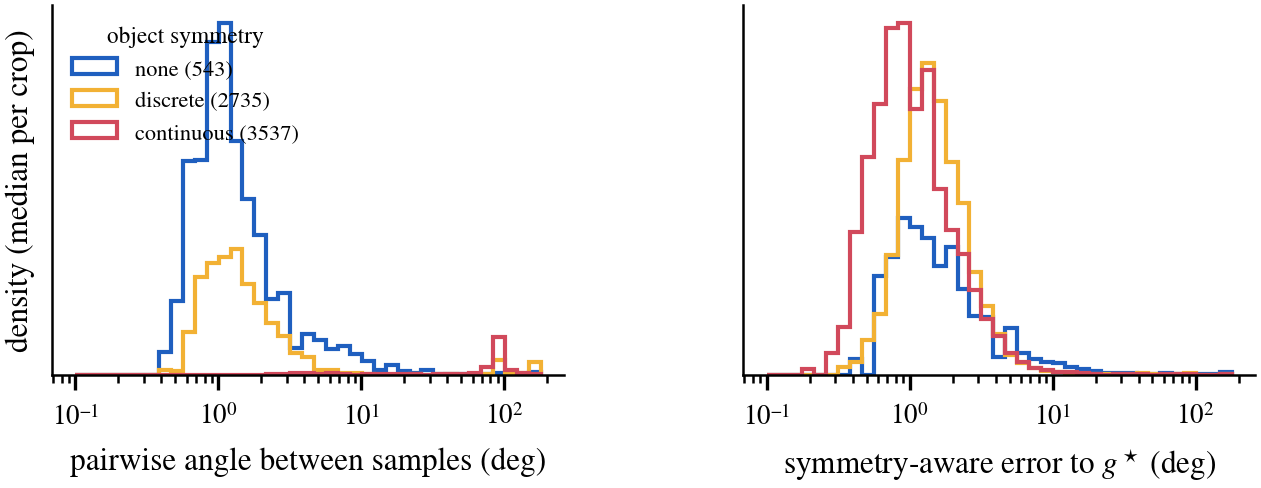 density (median per crop)
object symmetry
none (543)
discrete (2735)
continuous (3537)
10⁻¹ 10⁰ 10¹ 10²
pairwise angle between samples (deg)
10⁻¹ 10⁰ 10¹ 10²
symmetry-aware error to g⋆ (deg)